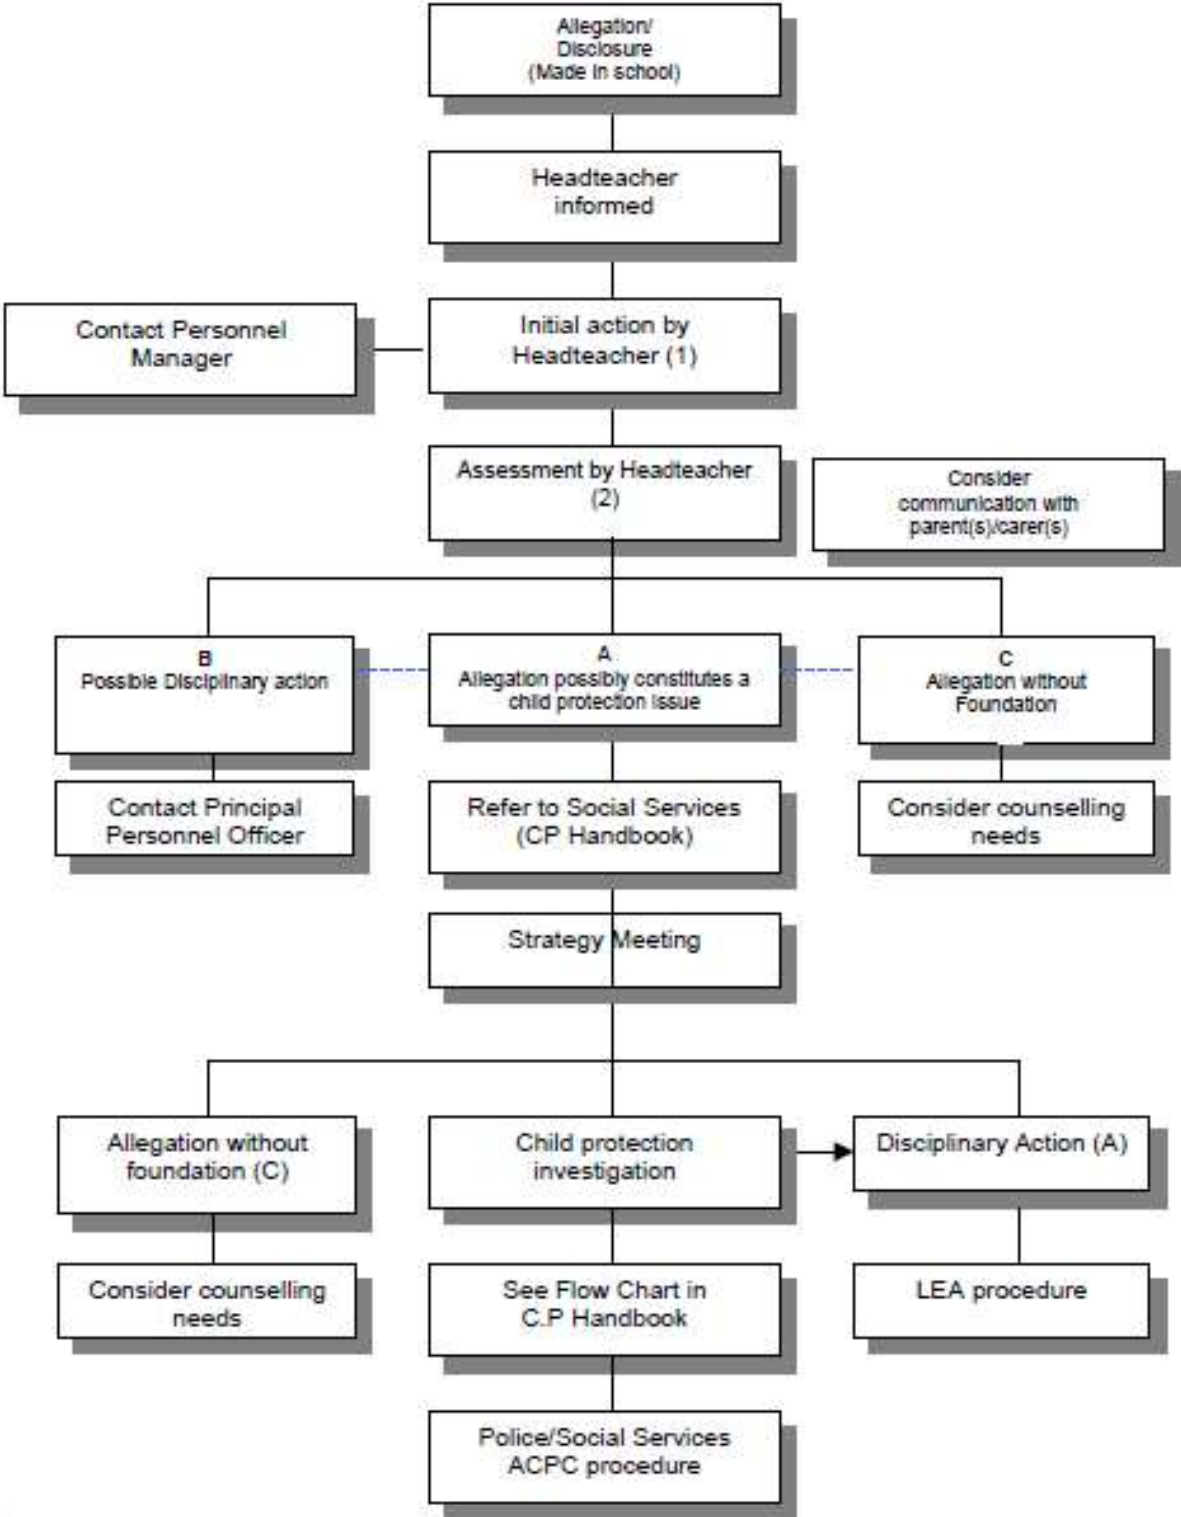 Allegation/
Disclosure
(Made in school)
Headteacher
informed
Contact Personnel
Manager
Initial action by
Headteacher (1)
Assessment by Headteacher
(2)
Consider
communication with
parent(s)/carer(s)
B
Possible Disciplinary action
A
Allegation possibly constitutes a
child protection issue
C
Allegation without
Foundation
Contact Principal
Personnel Officer
Refer to Social Services
(CP Handbook)
Consider counselling
needs
Strategy Meeting
Allegation without
foundation (C)
Child protection
investigation
Disciplinary Action (A)
Consider counselling
needs
See Flow Chart in
C.P Handbook
LEA procedure
Police/Social Services
ACPC procedure